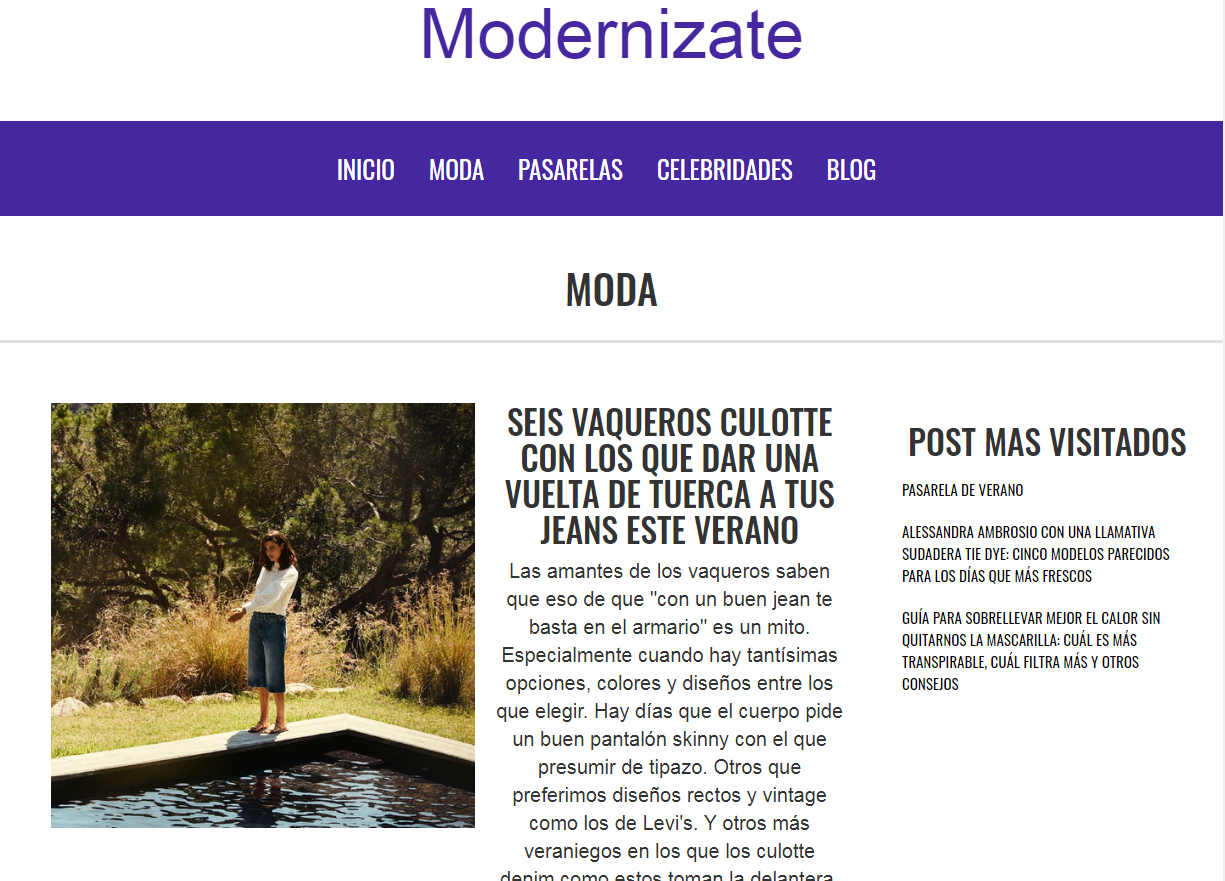 Modernizate
INICIO MODA PASARELAS CELEBRIDADES BLOG
MODA
SEIS VAQUEROS CULOTTE
CON LOS QUE DAR UNA
VUELTA DE TUERCA A TUS
JEANS ESTE VERANO
Las amantes de los vaqueros saben
que eso de que "con un buen jean te
basta en el armario" es un mito.
Especialmente cuando hay tantísimas
opciones, colores y diseños entre los
que elegir. Hay días que el cuerpo pide
un buen pantalón skinny con el que
presumir de tipazo. Otros que
preferimos diseños rectos y vintage
como los de Levi's. Y otros más
veraniegos en los que los culotte
denim como estos toman la delantera
POST MAS VISITADOS
PASARELA DE VERANO
ALESSANDRA AMBROSIO CON UNA LLAMATIVA
SUDADERA TIE DYE: CINCO MODELOS PARECIDOS
PARA LOS DÍAS QUE MÁS FRESCOS
GUÍA PARA SOBRELLEVAR MEJOR EL CALOR SIN
QUITARNOS LA MASCARILLA: CUÁL ES MÁS
TRANSPIRABLE, CUÁL FILTRA MÁS Y OTROS
CONSEJOS